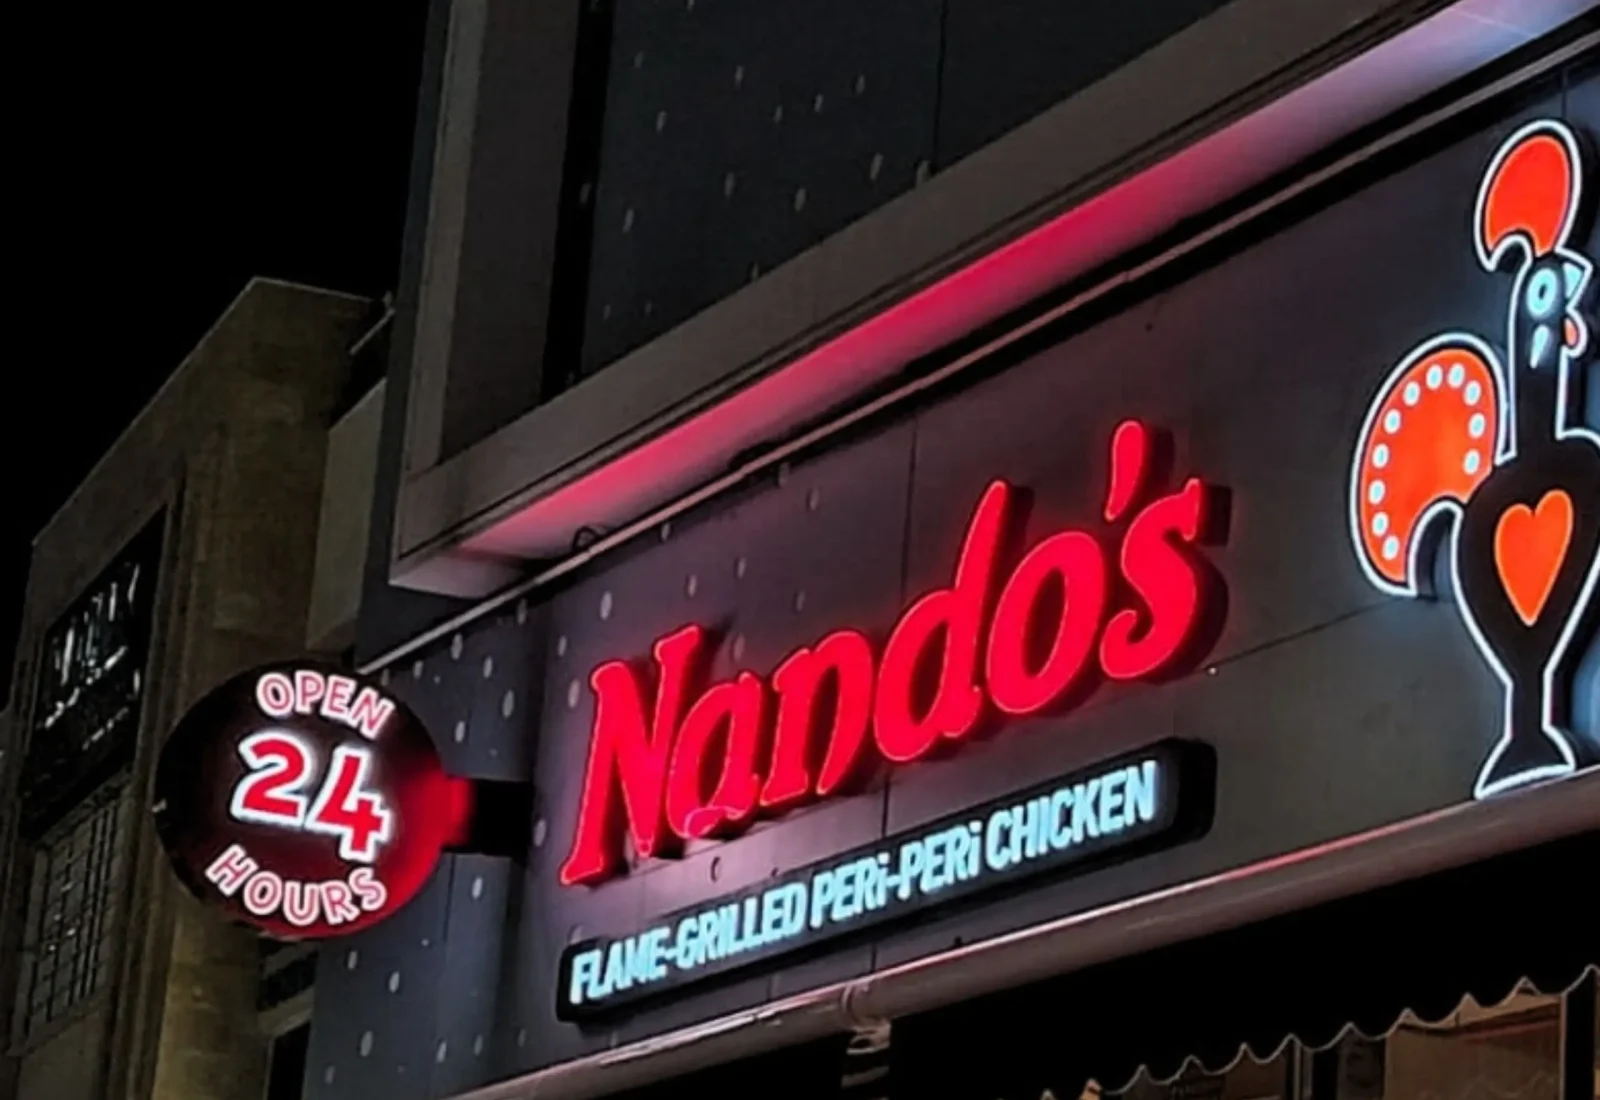 OPEN
24
HOURS
Nando's
FLAME-GRILLED PERi-PERi CHICKEN